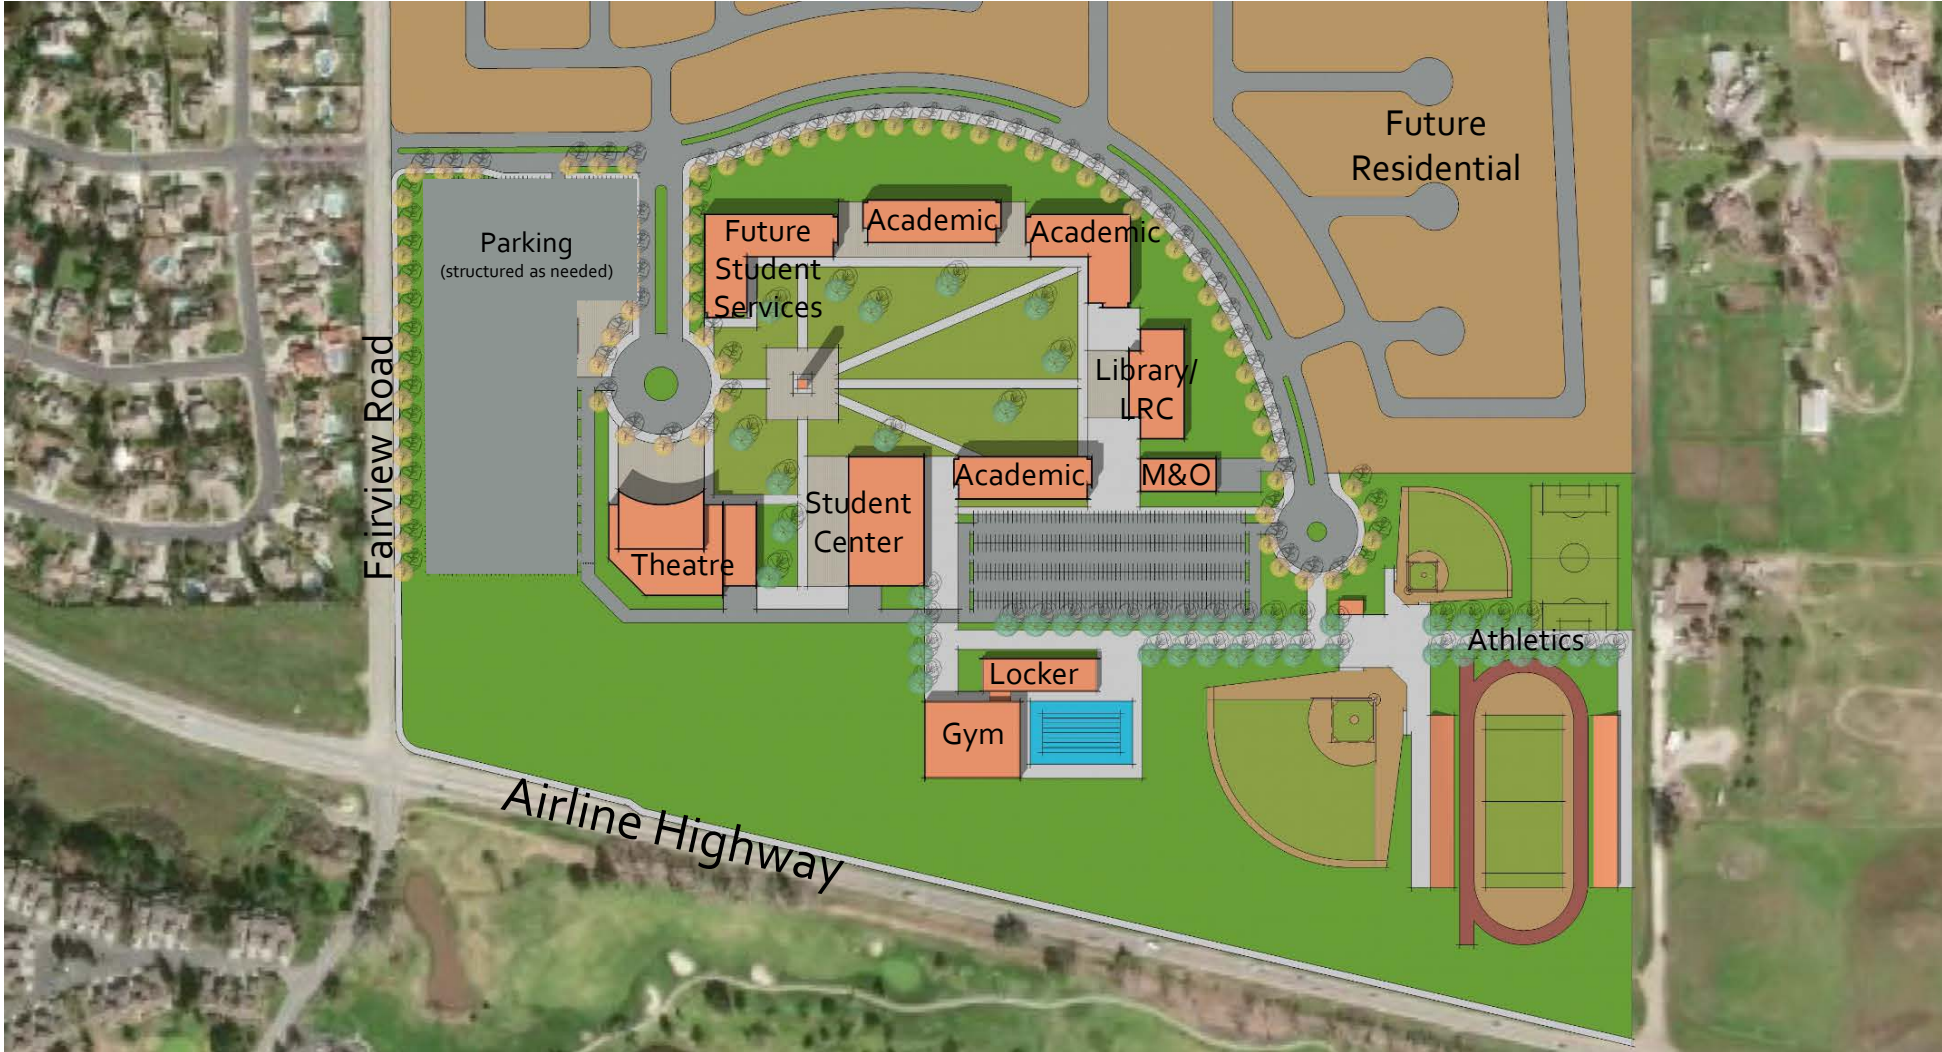 Future
Residential
Parking
(structured as needed)
Future
Student
Services
Academic
Academic
Library/
LRC
Fairview Road
Academic
M&O
Student
Center
Theatre
Athletics
Locker
Gym
Airline Highway